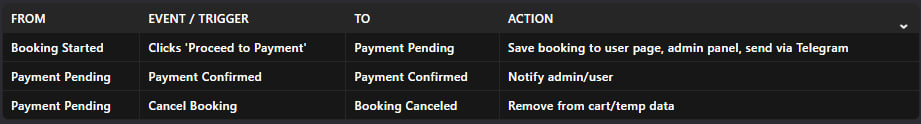 FROM EVENT / TRIGGER TO ACTION
Booking Started Clicks 'Proceed to Payment' Payment Pending Save booking to user page, admin panel, send via Telegram
Payment Pending Payment Confirmed Payment Confirmed Notify admin/user
Payment Pending Cancel Booking Booking Canceled Remove from cart/temp data